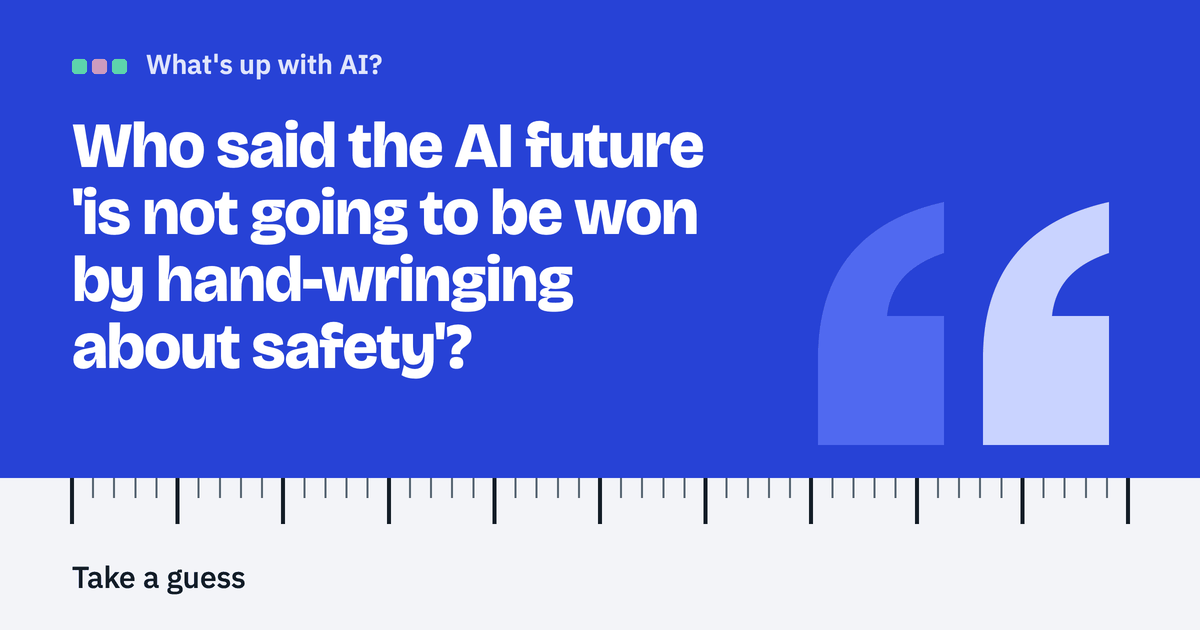 What's up with AI?
Who said the AI future
'is not going to be won
by hand-wringing
about safety'?
Take a guess